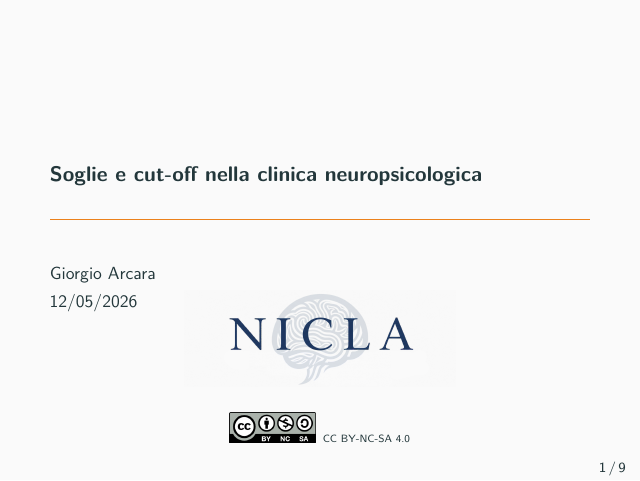 Soglie e cut-off nella clinica neuropsicologica
Giorgio Arcara
12/05/2026
NICLA
cc BY NC SA CC BY-NC-SA 4.0
1 / 9